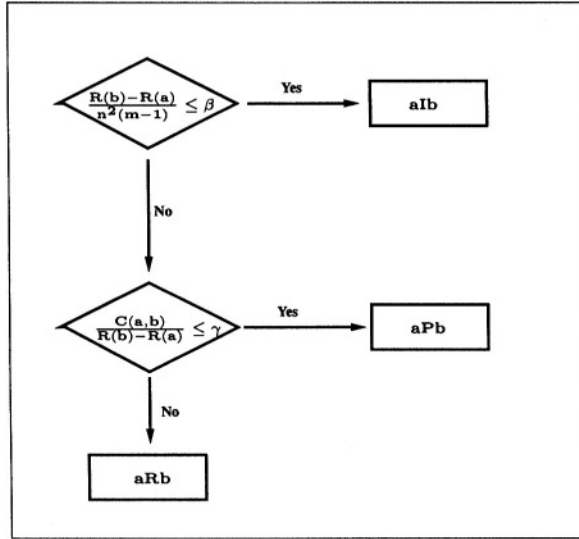 R(b)−R(a)
n²(m−1)
≤ β
Yes
aIb
No
C(a,b)
R(b)−R(a)
≤ γ
Yes
aPb
No
aRb